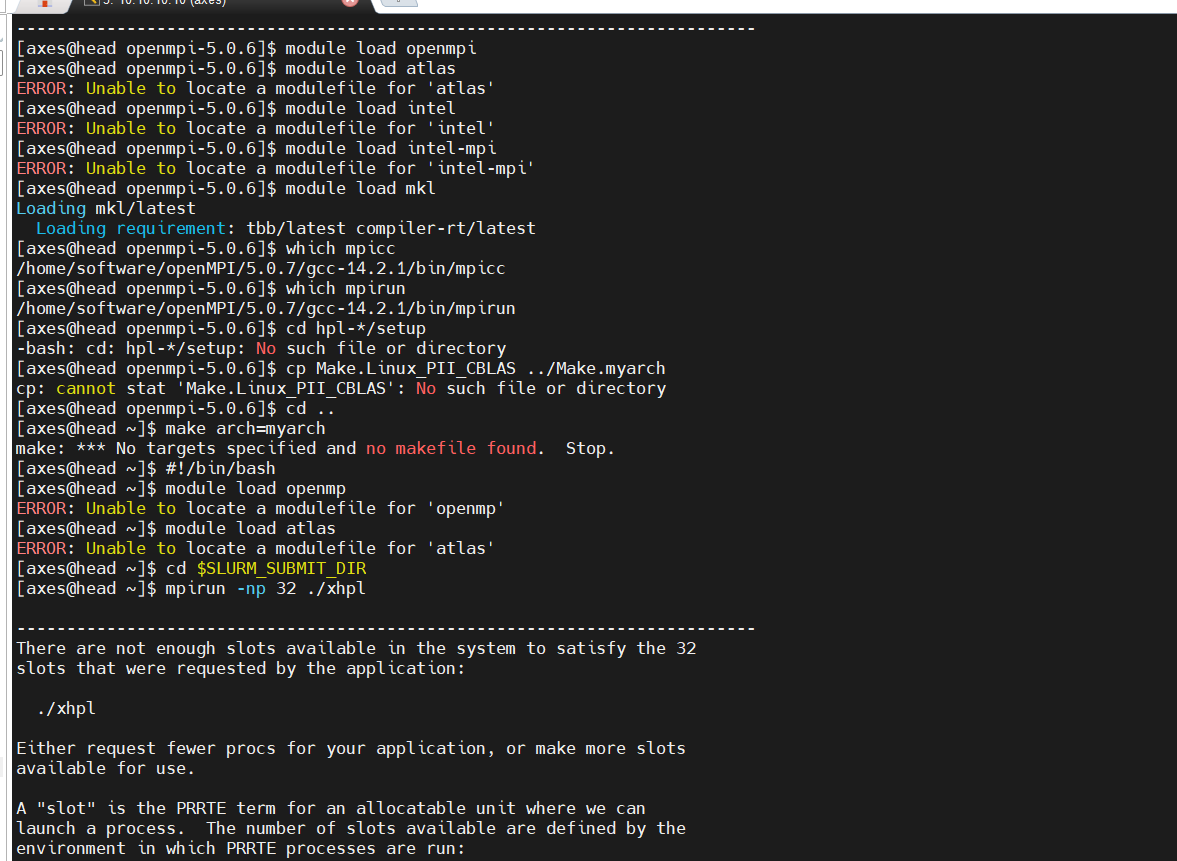 5. 10.10.10.10 (axes)
--------------------------------------------------------------------------
[axes@head openmpi-5.0.6]$ module load openmpi
[axes@head openmpi-5.0.6]$ module load atlas
ERROR: Unable to locate a modulefile for 'atlas'
[axes@head openmpi-5.0.6]$ module load intel
ERROR: Unable to locate a modulefile for 'intel'
[axes@head openmpi-5.0.6]$ module load intel-mpi
ERROR: Unable to locate a modulefile for 'intel-mpi'
[axes@head openmpi-5.0.6]$ module load mkl
Loading mkl/latest
  Loading requirement: tbb/latest compiler-rt/latest
[axes@head openmpi-5.0.6]$ which mpicc
/home/software/openMPI/5.0.7/gcc-14.2.1/bin/mpicc
[axes@head openmpi-5.0.6]$ which mpirun
/home/software/openMPI/5.0.7/gcc-14.2.1/bin/mpirun
[axes@head openmpi-5.0.6]$ cd hpl-*/setup
-bash: cd: hpl-*/setup: No such file or directory
[axes@head openmpi-5.0.6]$ cp Make.Linux_PII_CBLAS ../Make.myarch
cp: cannot stat 'Make.Linux_PII_CBLAS': No such file or directory
[axes@head openmpi-5.0.6]$ cd ..
[axes@head ~]$ make arch=myarch
make: *** No targets specified and no makefile found.  Stop.
[axes@head ~]$ #!/bin/bash
[axes@head ~]$ module load openmp
ERROR: Unable to locate a modulefile for 'openmp'
[axes@head ~]$ module load atlas
ERROR: Unable to locate a modulefile for 'atlas'
[axes@head ~]$ cd $SLURM_SUBMIT_DIR
[axes@head ~]$ mpirun -np 32 ./xhpl
--------------------------------------------------------------------------
There are not enough slots available in the system to satisfy the 32
slots that were requested by the application:
  ./xhpl
Either request fewer procs for your application, or make more slots
available for use.
A "slot" is the PRRTE term for an allocatable unit where we can
launch a process.  The number of slots available are defined by the
environment in which PRRTE processes are run: